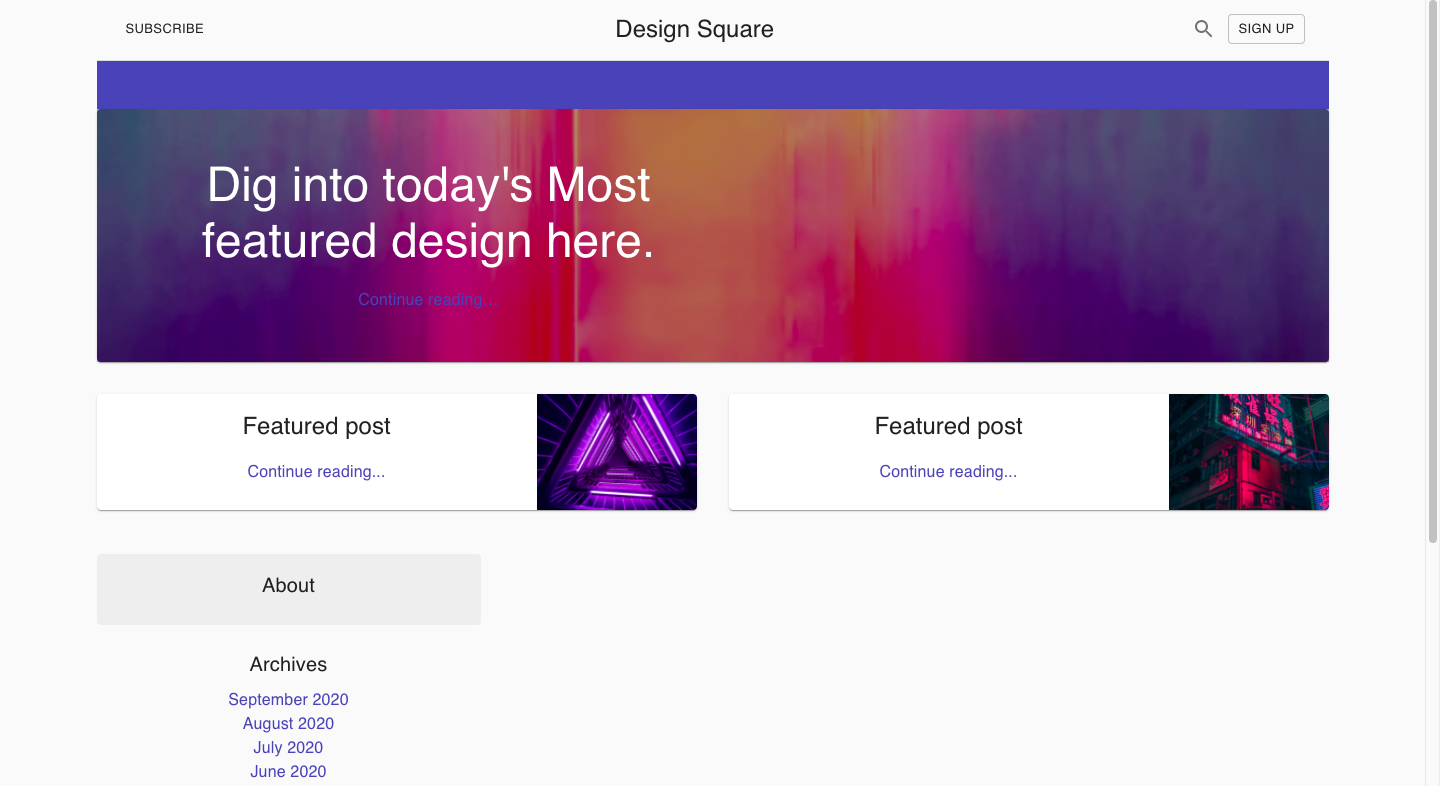 SUBSCRIBE
Design Square
SIGN UP
Dig into today's Most
featured design here.
Continue reading…
Featured post
Continue reading...
Featured post
Continue reading...
About
Archives
September 2020
August 2020
July 2020
June 2020